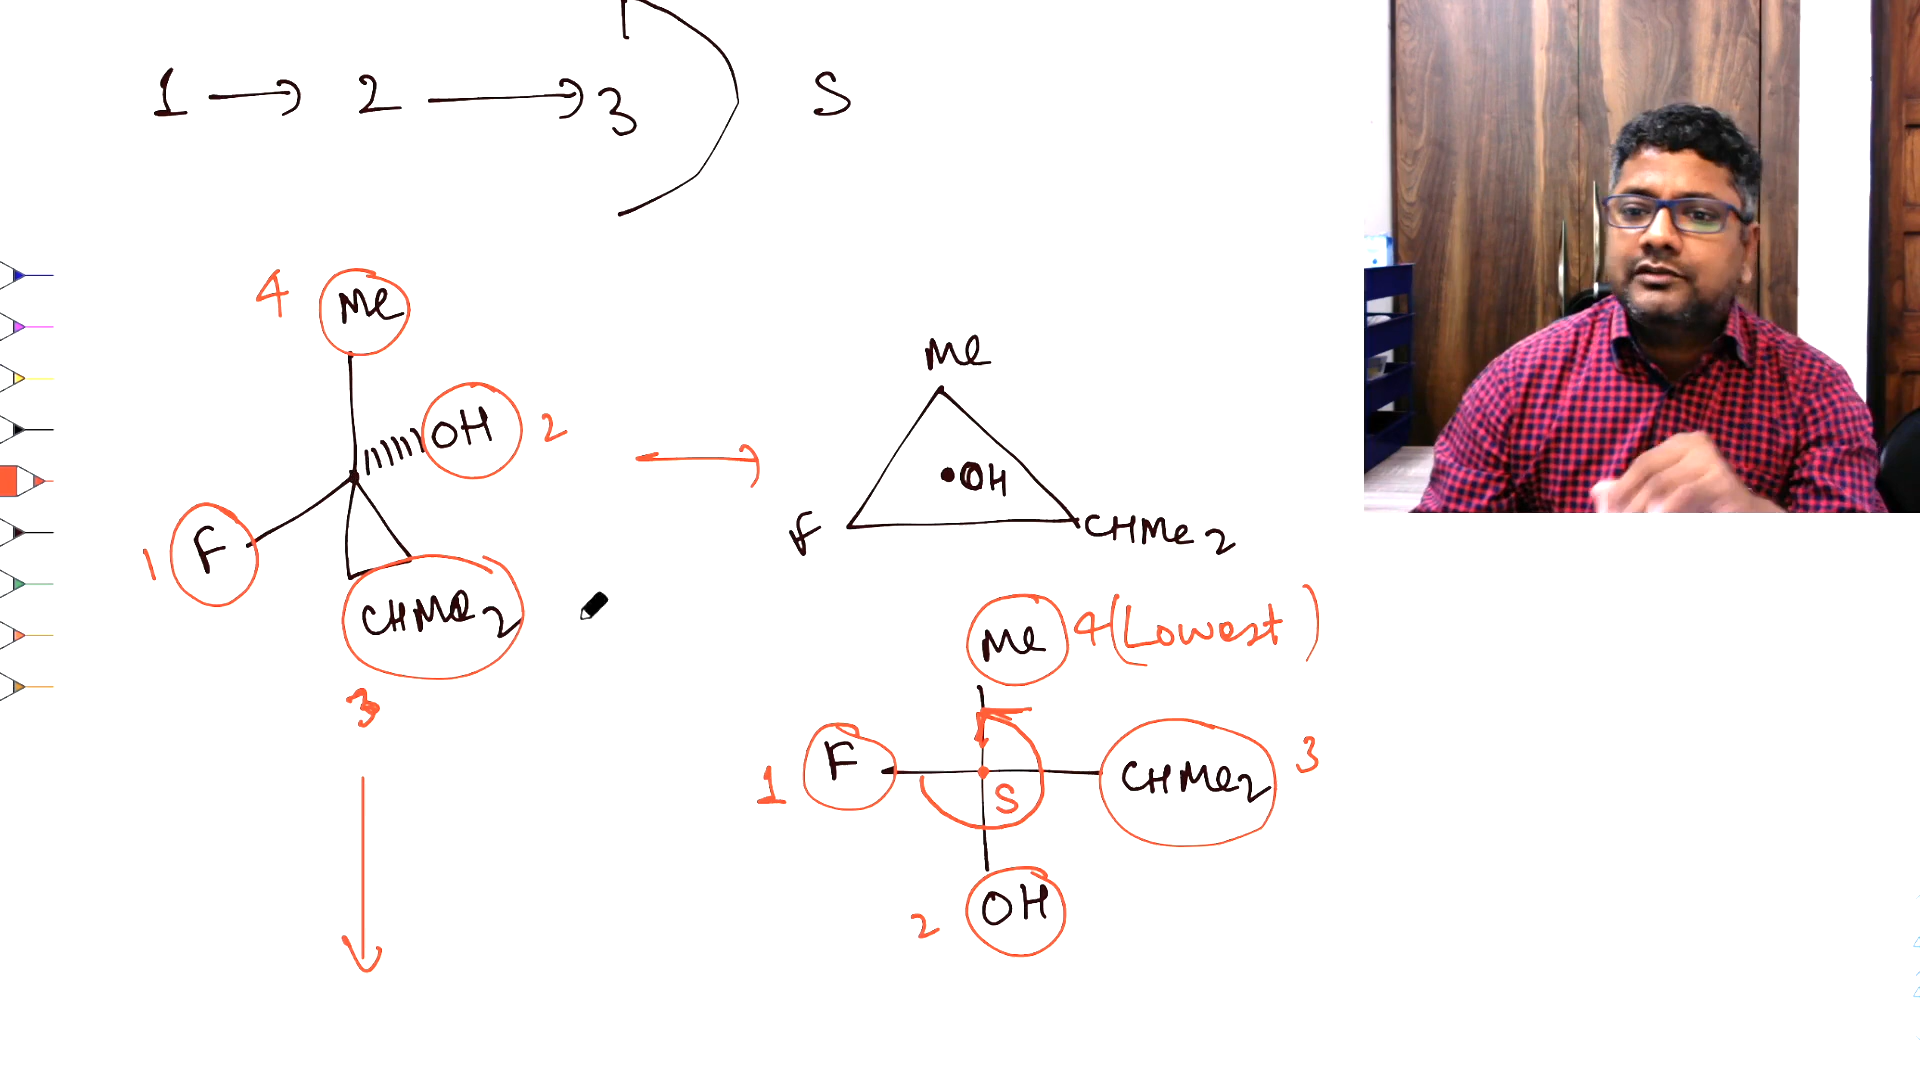 1 → 2 → 3 S
4 Me
OH 2
1 F
CHMe2
3
Me
•OH
F CHMe2
Me 4(Lowest)
1 F CHMe2 3
S
2 OH